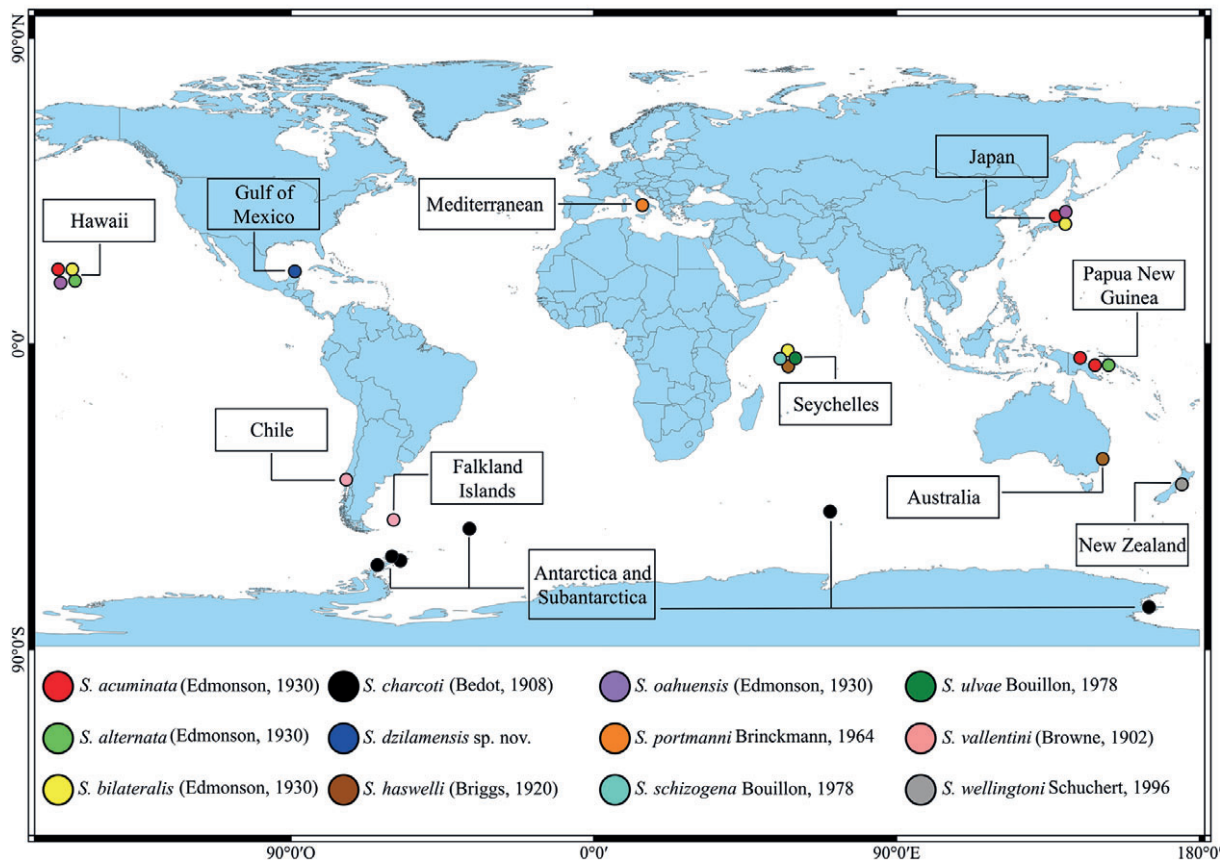 90°0'N
0°0'
90°0'S
Hawaii
Gulf of
Mexico
Mediterranean
Japan
Papua New
Guinea
Seychelles
Chile
Falkland
Islands
Australia
New Zealand
Antarctica and
Subantarctica
S. acuminata (Edmonson, 1930)
S. alternata (Edmonson, 1930)
S. bilateralis (Edmonson, 1930)
S. charcoti (Bedot, 1908)
S. dzilamensis sp. nov.
S. haswelli (Briggs, 1920)
S. oahuensis (Edmonson, 1930)
S. portmanni Brinckmann, 1964
S. schizogena Bouillon, 1978
S. ulvae Bouillon, 1978
S. vallentini (Browne, 1902)
S. wellingtoni Schuchert, 1996
90°0'O
0°0'
90°0'E
180°0'